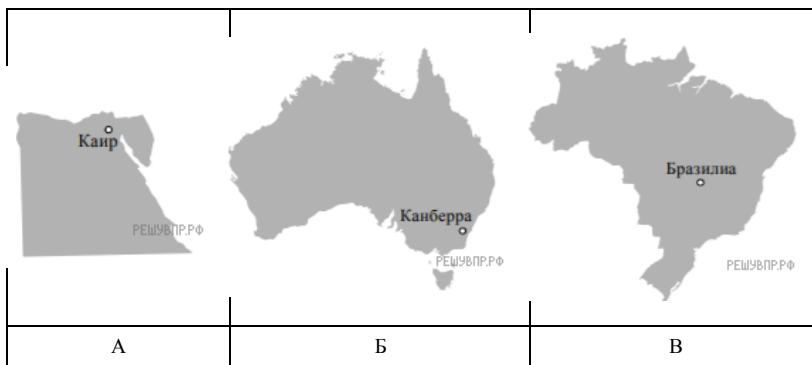 Каир
РЕШУВПР.РФ
Канберра
РЕШУВПР.РФ
Бразилиа
РЕШУВПР.РФ
А Б В